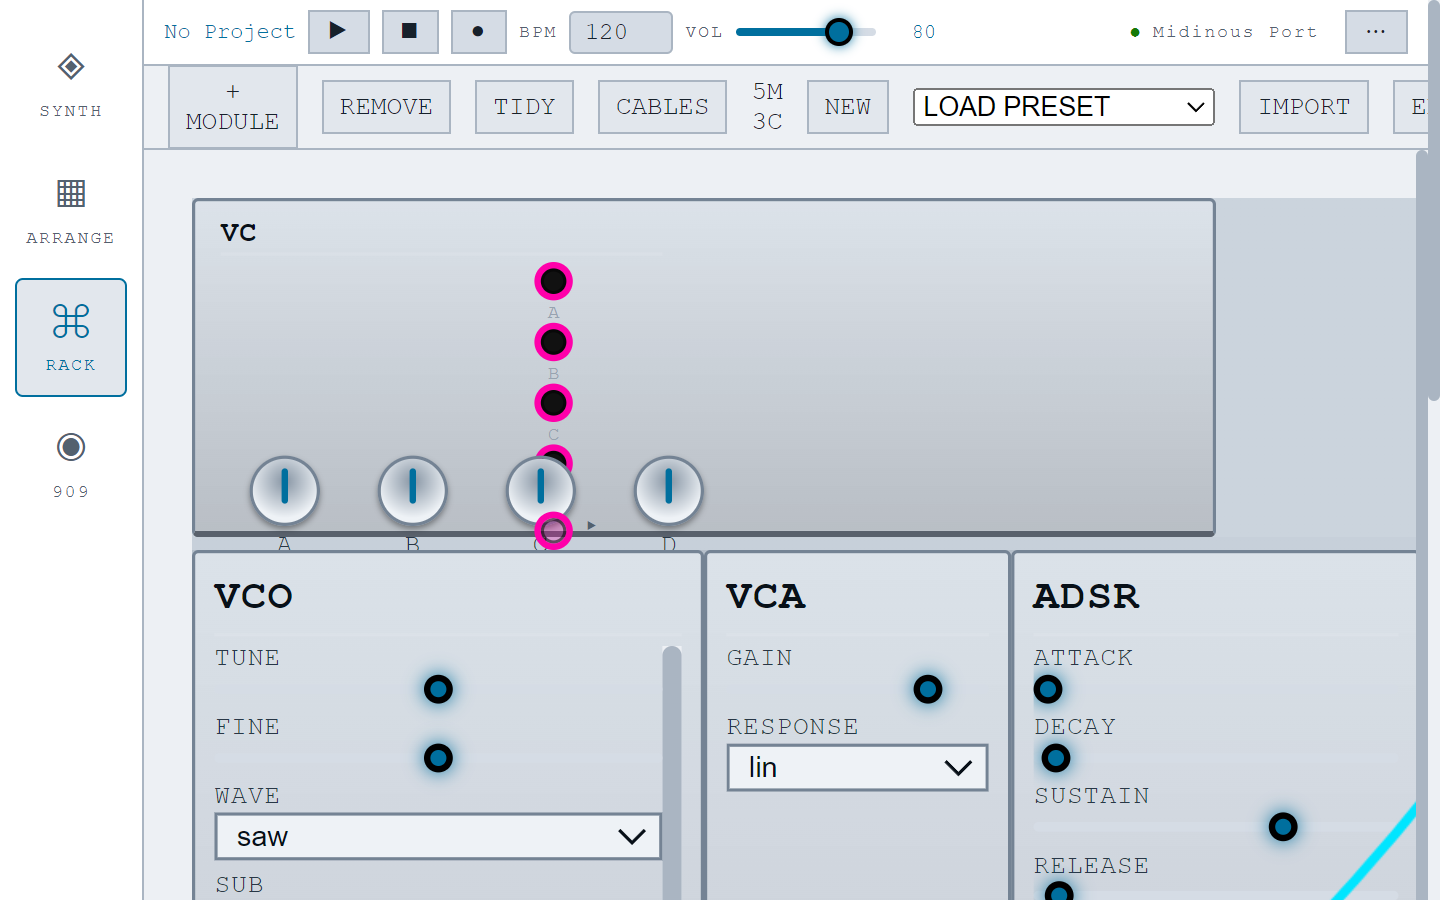 No Project
BPM
120
VOL
80
Midinous Port
...
SYNTH
ARRANGE
RACK
909
+
MODULE
REMOVE
TIDY
CABLES
5M
3C
NEW
LOAD PRESET
IMPORT
VC
A
B
C
A
B
D
VCO
TUNE
FINE
WAVE
saw
SUB
VCA
GAIN
RESPONSE
lin
ADSR
ATTACK
DECAY
SUSTAIN
RELEASE